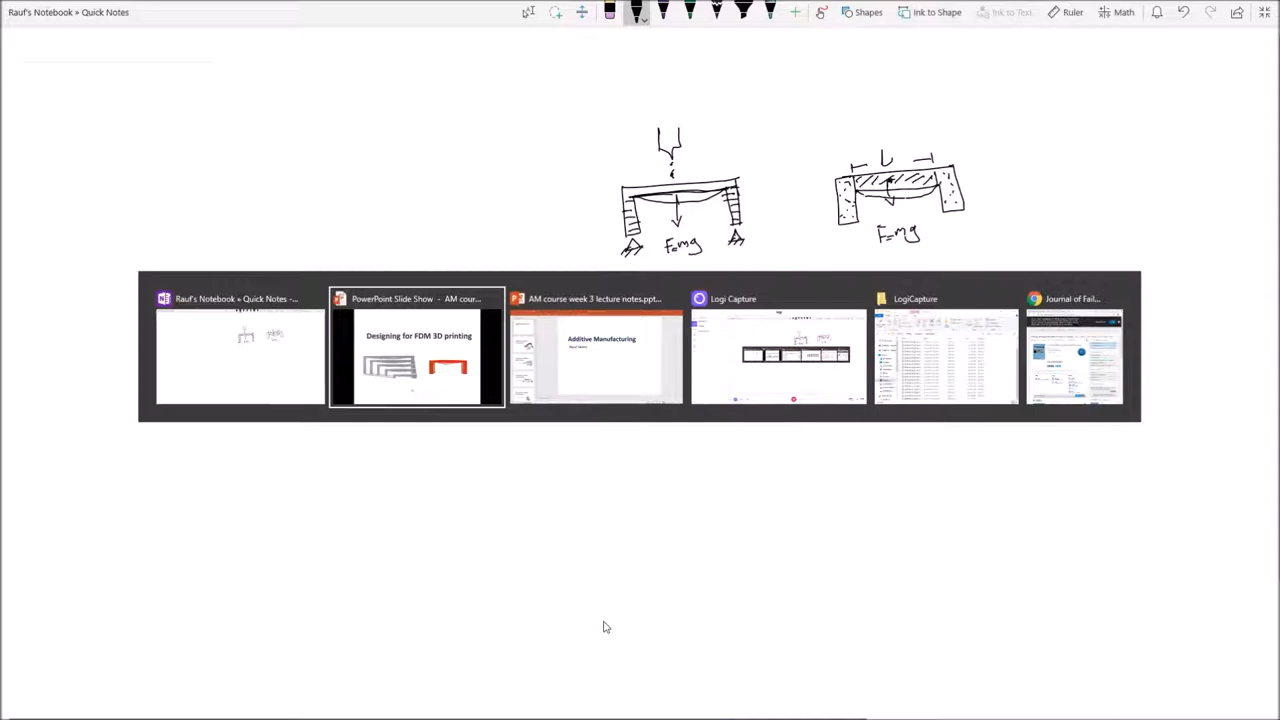 Rauf's Notebook » Quick Notes
Shapes
Ink to Shape
Ink to Text
Ruler
Math
L
F=mg
F=mg
Rauf's Notebook » Quick Notes -...
PowerPoint Slide Show - AM cour...
AM course week 3 lecture notes.ppt...
Logi Capture
LogiCapture
Journal of Fail...
Designing for FDM 3D printing
Additive Manufacturing